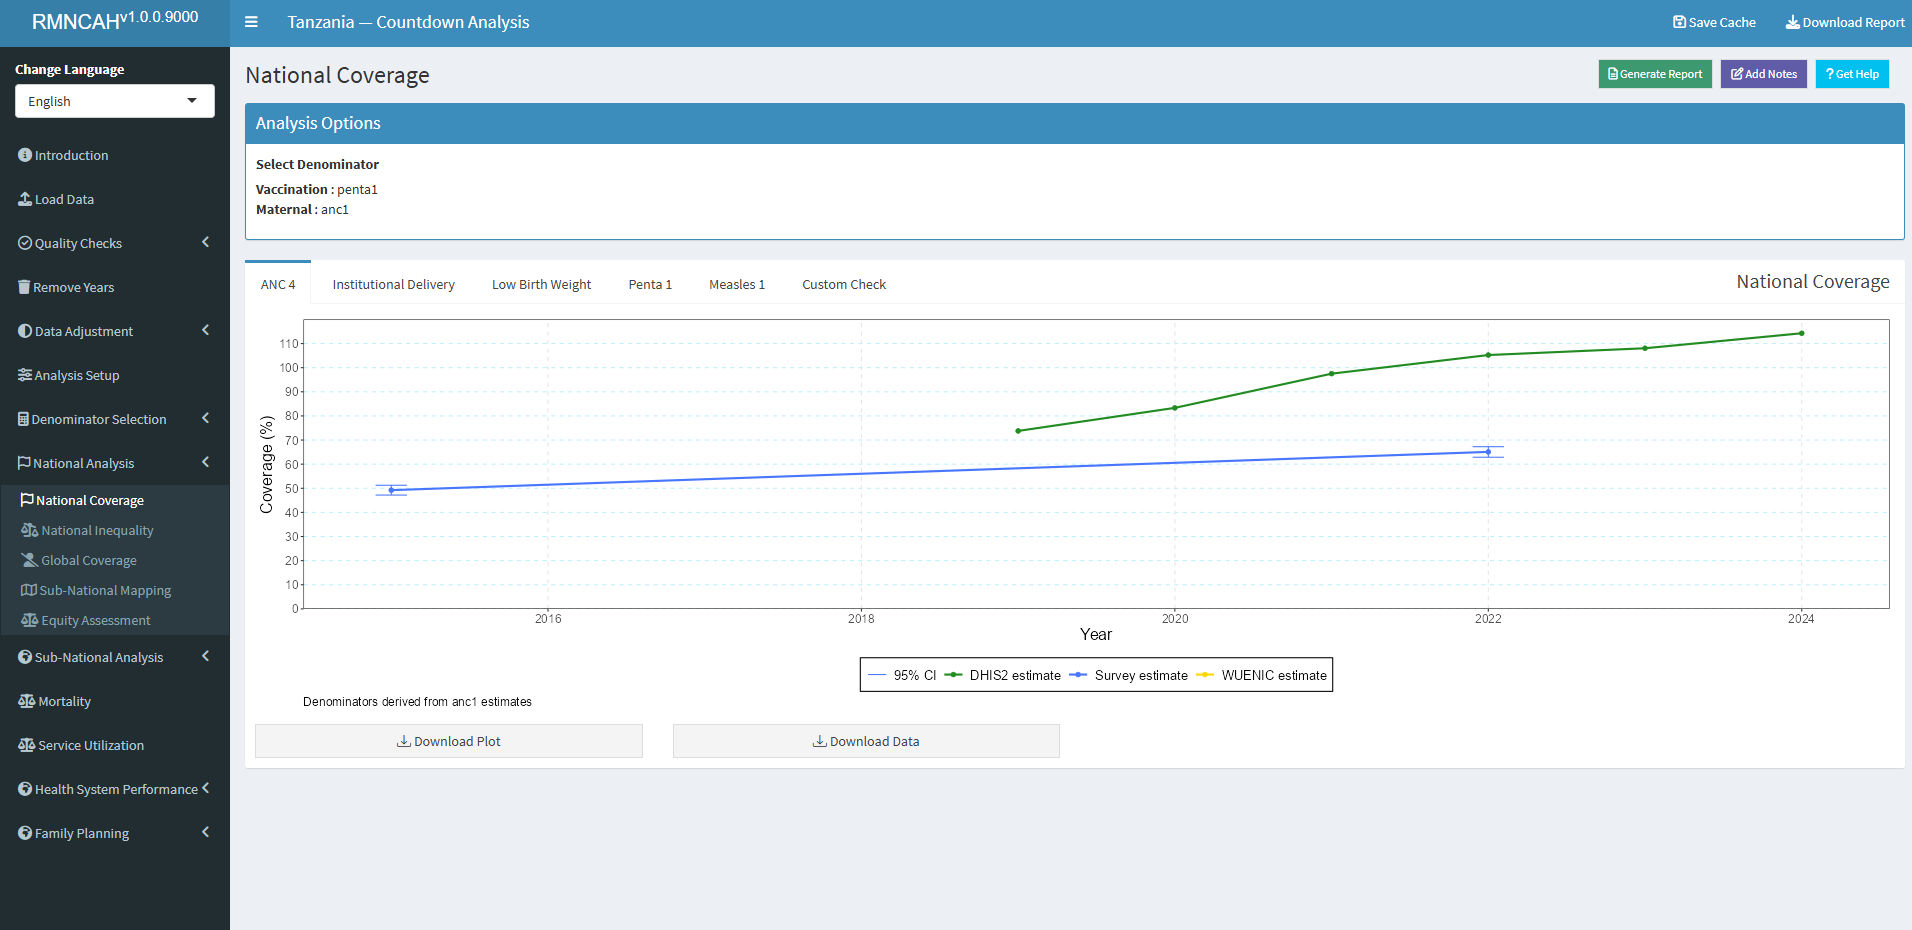 RMNCAHv1.0.0.9000
Tanzania — Countdown Analysis
Save Cache
Download Report
Change Language
English
Introduction
Load Data
Quality Checks
Remove Years
Data Adjustment
Analysis Setup
Denominator Selection
National Analysis
National Coverage
National Inequality
Global Coverage
Sub-National Mapping
Equity Assessment
Sub-National Analysis
Mortality
Service Utilization
Health System Performance
Family Planning
National Coverage
Generate Report
Add Notes
? Get Help
Analysis Options
Select Denominator
Vaccination : penta1
Maternal : anc1
ANC 4
Institutional Delivery
Low Birth Weight
Penta 1
Measles 1
Custom Check
National Coverage
Coverage (%)
110
100
90
80
70
60
50
40
30
20
10
0
2016
2018
2020
2022
2024
Year
95% CI
DHIS2 estimate
Survey estimate
WUENIC estimate
Denominators derived from anc1 estimates
Download Plot
Download Data